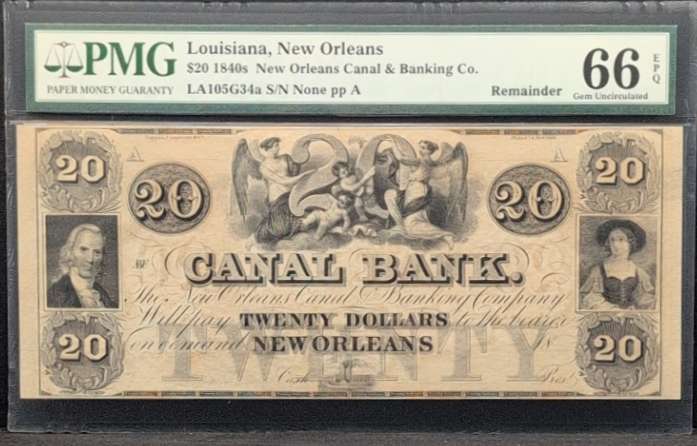 PMG
PAPER MONEY GUARANTY
Louisiana, New Orleans
$20 1840s New Orleans Canal & Banking Co.
LA105G34a S/N None pp A
Remainder
66
EPQ
Gem Uncirculated
20
A
A
20
20
20
20
CANAL BANK.
The New Orleans Canal & Banking Company
Will pay TWENTY DOLLARS to the bearer
on demand NEW ORLEANS 18
TWENTY
20
Cash.
Pres.
20